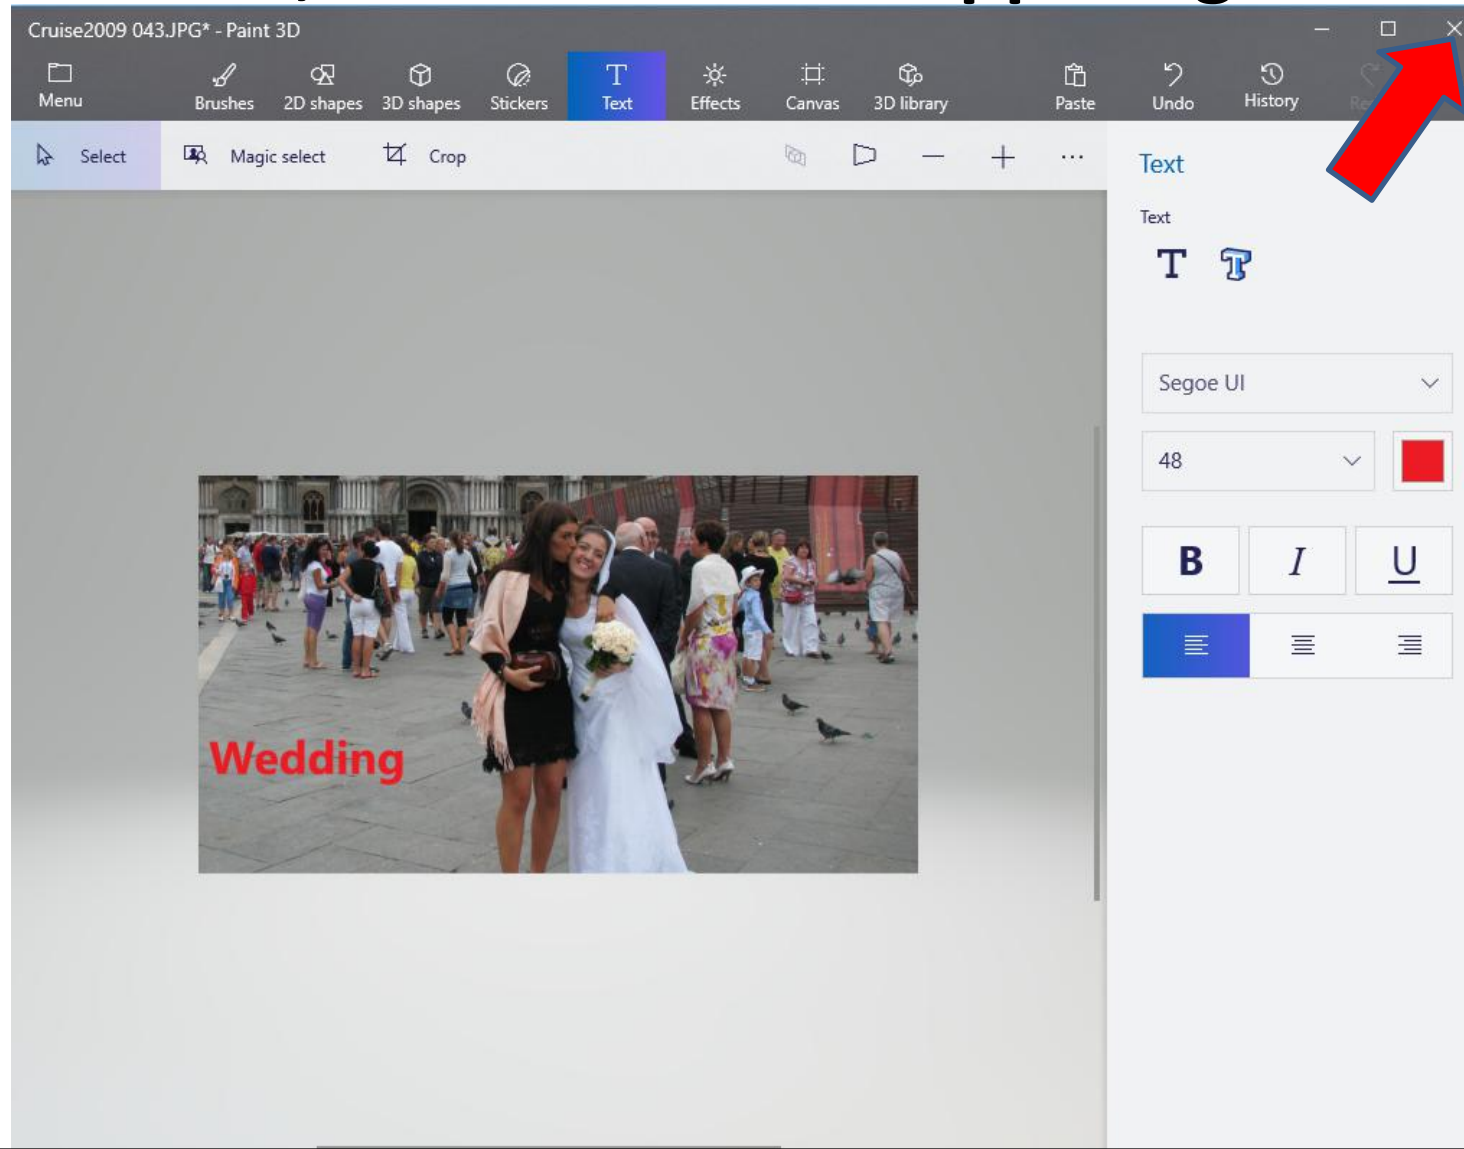 Cruise2009 043.JPG* - Paint 3D
Menu Brushes 2D shapes 3D shapes Stickers T Text Effects Canvas 3D library Paste Undo History
Select Magic select Crop
Text
Text
T T
Segoe UI
48
B I U
Wedding